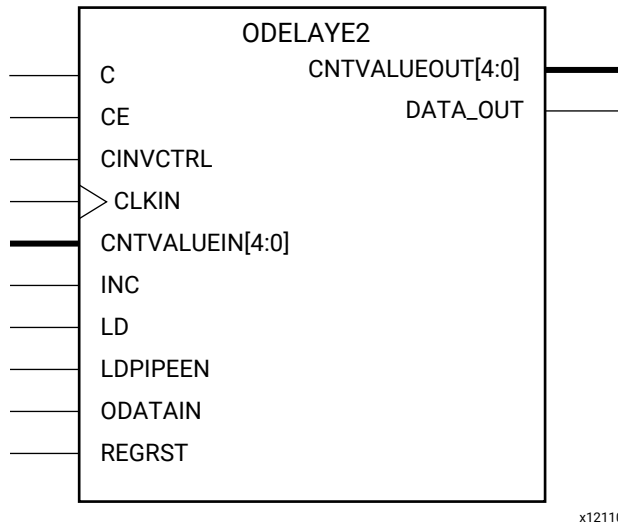 ODELAYE2
C
CNTVALUEOUT[4:0]
CE
DATA_OUT
CINVCTRL
CLKIN
CNTVALUEIN[4:0]
INC
LD
LDPIPEEN
ODATAIN
REGRST